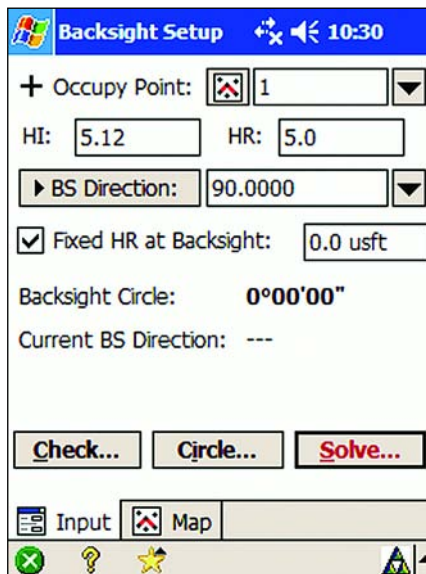 Backsight Setup 10:30
Occupy Point: 1
HI: 5.12 HR: 5.0
BS Direction: 90.0000
Fixed HR at Backsight: 0.0 usft
Backsight Circle: 0°00'00"
Current BS Direction: ---
Check... Circle... Solve...
Input Map